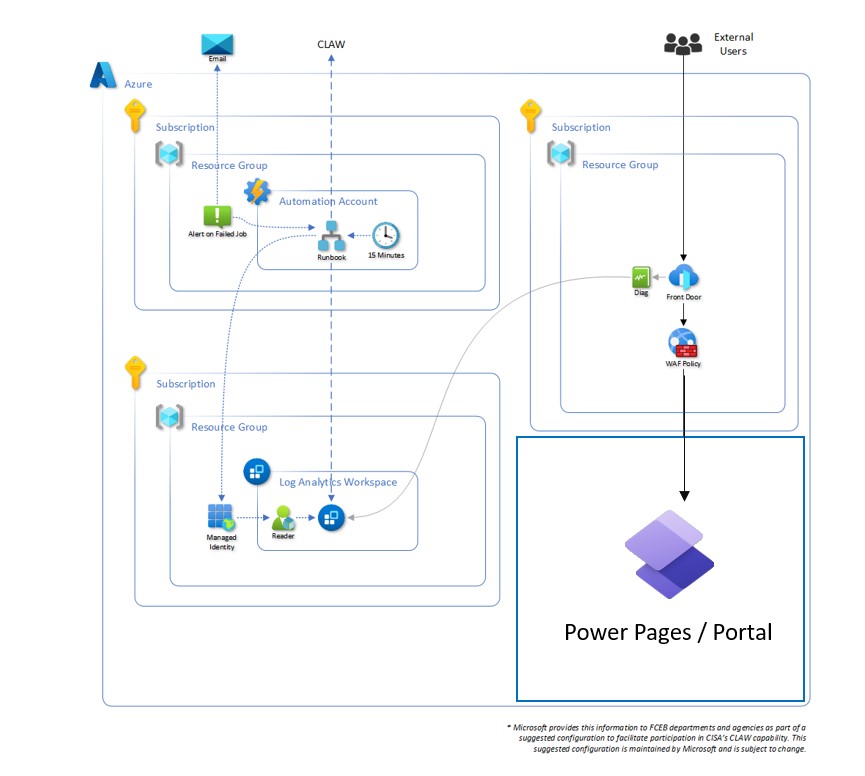 Email
CLAW
External
Users
Azure
Subscription
Resource Group
Automation Account
Alert on Failed Job
Runbook
15 Minutes
Subscription
Resource Group
Diag
Front Door
WAF Policy
Subscription
Resource Group
Log Analytics Workspace
Managed
Identity
Reader
Power Pages / Portal
* Microsoft provides this information to FCEB departments and agencies as part of a
suggested configuration to facilitate participation in CISA's CLAW capability. This
suggested configuration is maintained by Microsoft and is subject to change.